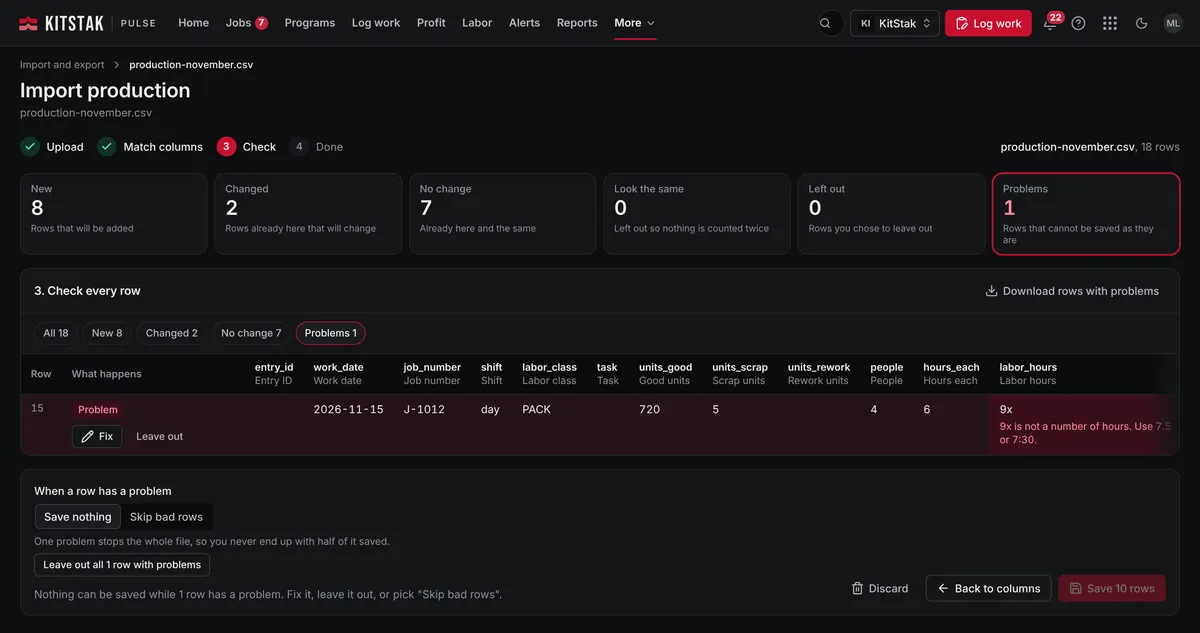 KITSTAK PULSE Home Jobs 7 Programs Log work Profit Labor Alerts Reports More KI KitStak Log work 22 ML
Import and export > production-november.csv
Import production
production-november.csv
Upload Match columns 3 Check 4 Done production-november.csv, 18 rows
New
8
Rows that will be added
Changed
2
Rows already here that will change
No change
7
Already here and the same
Look the same
0
Left out so nothing is counted twice
Left out
0
Rows you chose to leave out
Problems
1
Rows that cannot be saved as they
are
3. Check every row Download rows with problems
All 18 New 8 Changed 2 No change 7 Problems 1
Row What happens entry_id work_date job_number shift labor_class task units_good units_scrap units_rework people hours_each labor_hours
Entry ID Work date Job number Shift Labor class Task Good units Scrap units Rework units People Hours each Labor hours
15 Problem 2026-11-15 J-1012 day PACK 720 5 4 6 9x
9x is not a number of hours. Use 7.5
or 7:30.
Fix Leave out
When a row has a problem
Save nothing Skip bad rows
One problem stops the whole file, so you never end up with half of it saved.
Leave out all 1 row with problems
Nothing can be saved while 1 row has a problem. Fix it, leave it out, or pick "Skip bad rows".
Discard Back to columns Save 10 rows